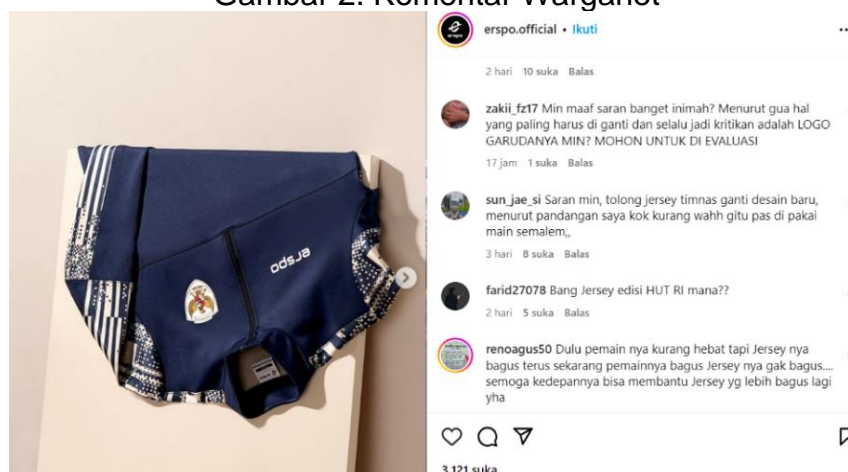 Gambar 2. Komentar Warganet
erspo.official • Ikuti
2 hari 10 suka Balas
zakii_fz17 Min maaf saran banget inimah? Menurut gua hal
yang paling harus di ganti dan selalu jadi kritikan adalah LOGO
GARUDANYA MIN? MOHON UNTUK DI EVALUASI
17 jam 1 suka Balas
sun_jae_si Saran min, tolong jersey timnas ganti desain baru,
menurut pandangan saya kok kurang wahh gitu pas di pakai
main semalem,,
3 hari 8 suka Balas
farid27078 Bang Jersey edisi HUT RI mana??
2 hari 5 suka Balas
renoagus50 Dulu pemain nya kurang hebat tapi Jersey nya
bagus terus sekarang pemainnya bagus Jersey nya gak bagus....
semoga kedepannya bisa membantu Jersey yg lebih bagus lagi
yha
3.121 suka
erspo